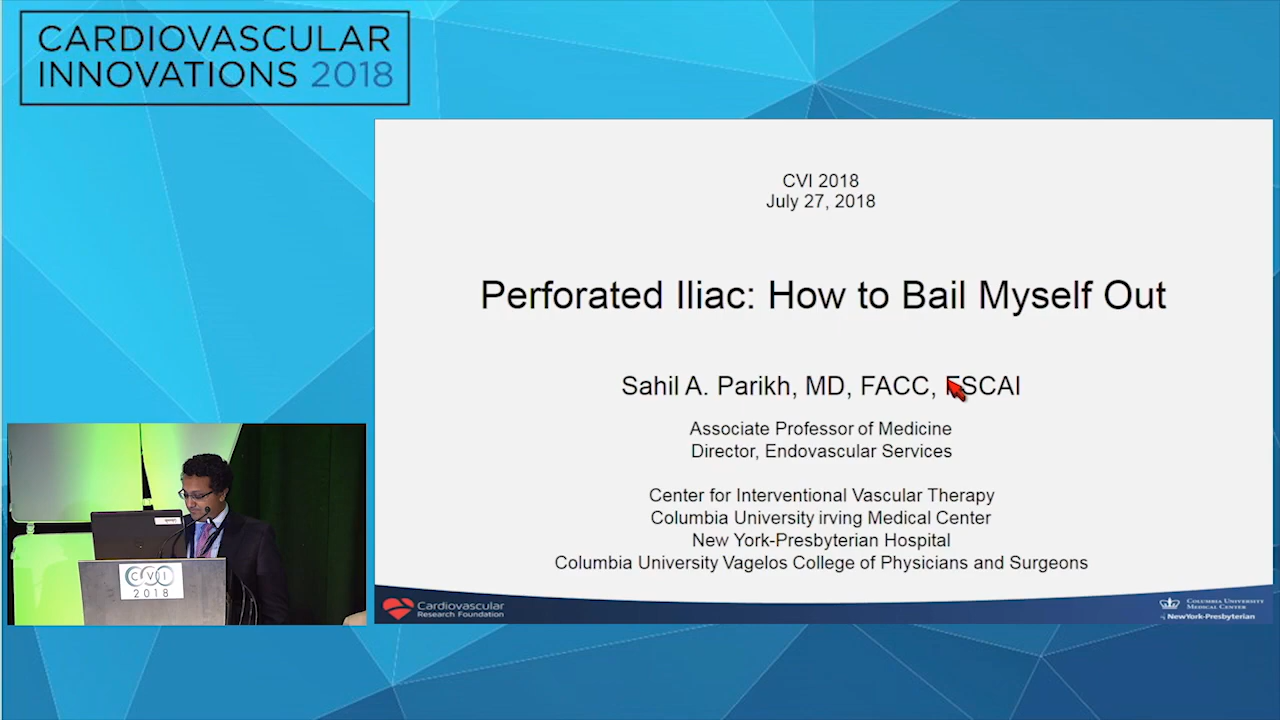 CARDIOVASCULAR
INNOVATIONS 2018
CVI 2018
July 27, 2018
Perforated Iliac: How to Bail Myself Out
Sahil A. Parikh, MD, FACC, FSCAI
Associate Professor of Medicine
Director, Endovascular Services
Center for Interventional Vascular Therapy
Columbia University irving Medical Center
New York-Presbyterian Hospital
Columbia University Vagelos College of Physicians and Surgeons
Cardiovascular
Research Foundation
COLUMBIA UNIVERSITY
MEDICAL CENTER
NewYork-Presbyterian
CVI
2018